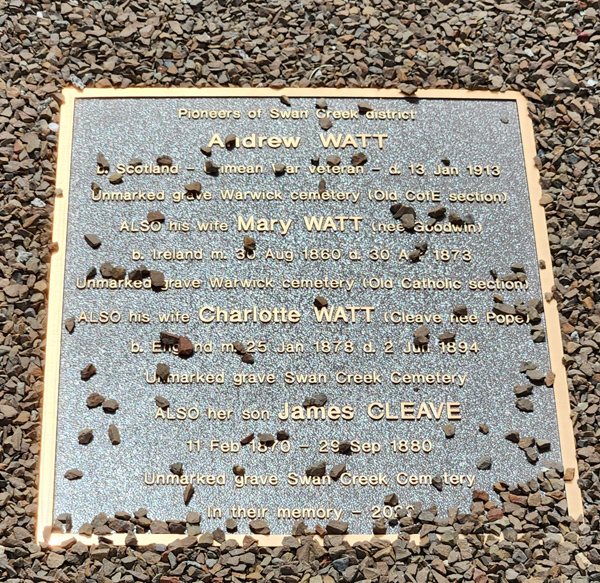 Pioneers of Swan Creek district
Andrew WATT
b. Scotland – Crimean War veteran – d. 13 Jan 1913
Unmarked grave Warwick cemetery (Old CofE section)
ALSO his wife Mary WATT (nee Goodwin)
b. Ireland m. 30 Aug 1860 d. 30 1873
Unmarked grave Warwick cemetery (Old Catholic section)
ALSO his wife Charlotte WATT (Cleave nee Pope)
b. England m. 25 Jan 1878 d. 2 1894
Unmarked grave Swan Creek Cemetery
ALSO her son James CLEAVE
11 Feb 1870 – 29 Sep 1880
Unmarked grave Swan Creek Cemetery
In their memory –